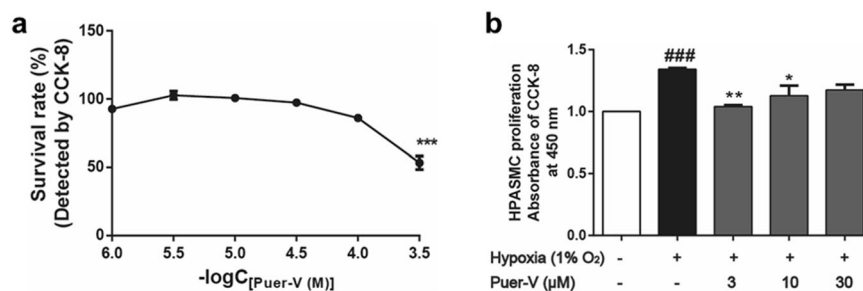 a
Survival rate (%)
(Detected by CCK-8)
150
100
50
0
***
6.0 5.5 5.0 4.5 4.0 3.5
-logC[Puer-V (M)]
b
HPASMC proliferation
Absorbance of CCK-8
at 450 nm
1.5
1.0
0.5
0.0
###
**
*
Hypoxia (1% O₂) - + + + +
Puer-V (μM) - - 3 10 30